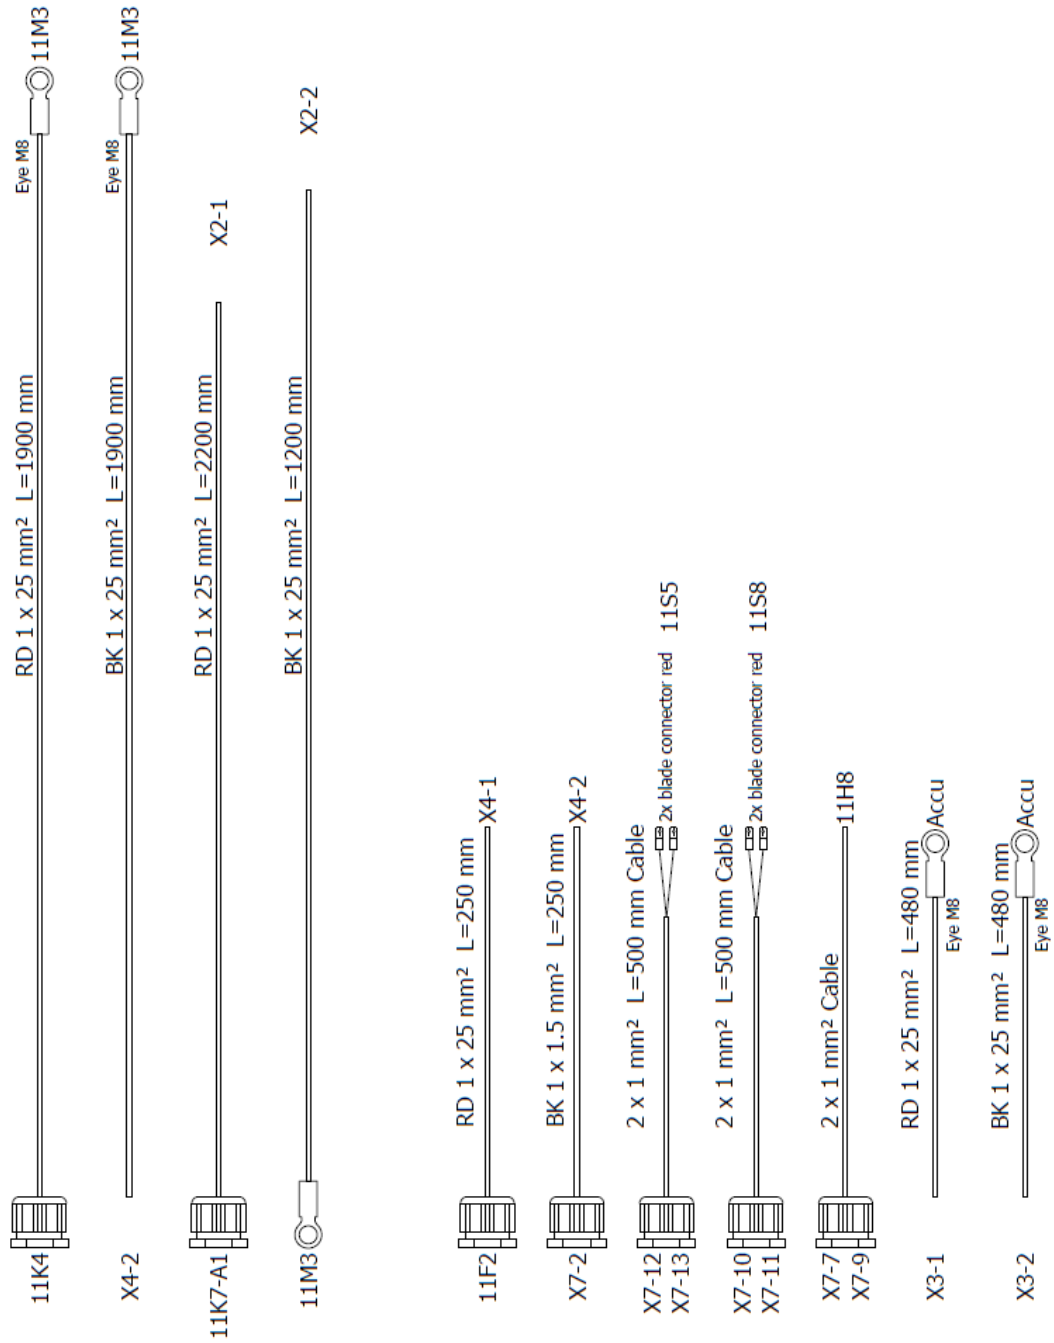 11K4
RD 1 x 25 mm² L=1900 mm
Eye M8
11M3
X4-2
BK 1 x 25 mm² L=1900 mm
Eye M8
11M3
11K7-A1
RD 1 x 25 mm² L=2200 mm
X2-1
11M3
BK 1 x 25 mm² L=1200 mm
X2-2
11F2
RD 1 x 25 mm² L=250 mm
X4-1
X7-2
BK 1 x 1.5 mm² L=250 mm
X4-2
X7-12
X7-13
2 x 1 mm² L=500 mm Cable
2x blade connector red
11S5
X7-10
X7-11
2 x 1 mm² L=500 mm Cable
2x blade connector red
11S8
X7-7
X7-9
2 x 1 mm² Cable
11H8
X3-1
RD 1 x 25 mm² L=480 mm
Eye M8
Accu
X3-2
BK 1 x 25 mm² L=480 mm
Eye M8
Accu